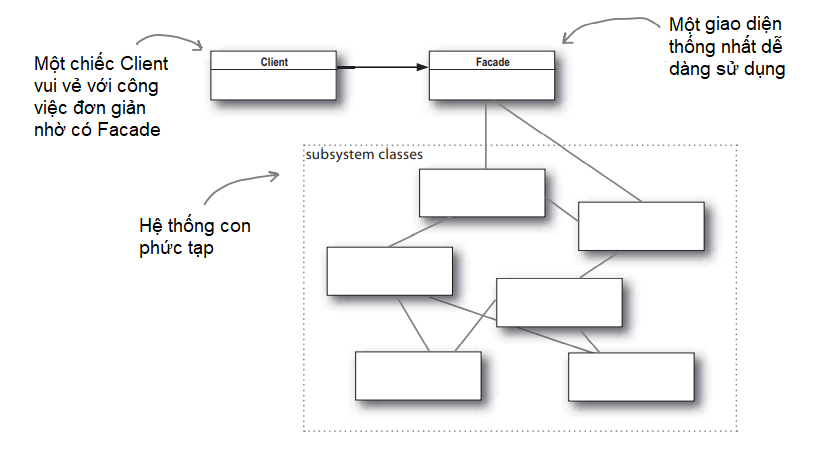 Một chiếc Client
vui vẻ với công
việc đơn giản
nhờ có Facade
Client
Facade
Một giao diện
thống nhất dễ
dàng sử dụng
subsystem classes
Hệ thống con
phức tạp